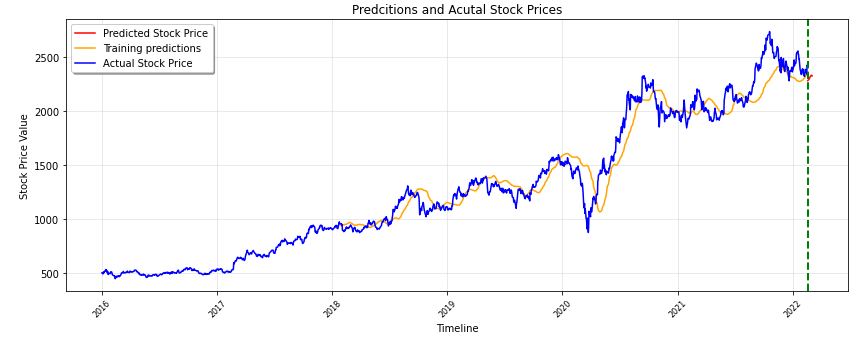 Predcitions and Acutal Stock Prices
Predicted Stock Price
Training predictions
Actual Stock Price
Stock Price Value
2500
2000
1500
1000
500
2016
2017
2018
2019
2020
2021
2022
Timeline